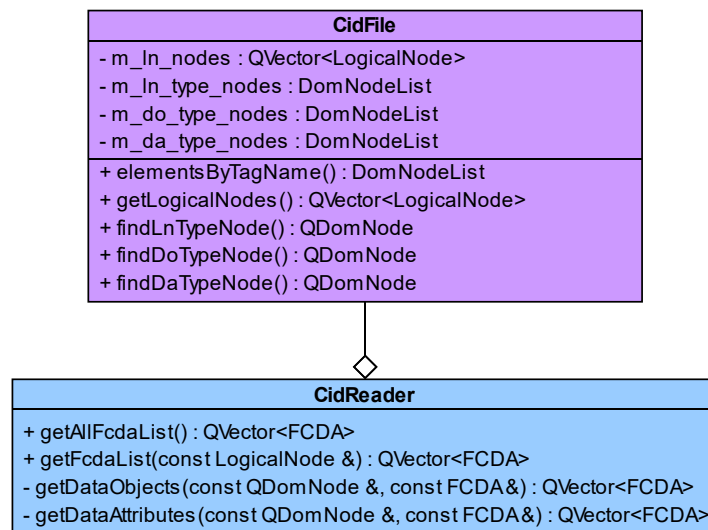 CidFile
- m_ln_nodes : QVector<LogicalNode>
- m_ln_type_nodes : DomNodeList
- m_do_type_nodes : DomNodeList
- m_da_type_nodes : DomNodeList
+ elementsByTagName() : DomNodeList
+ getLogicalNodes() : QVector<LogicalNode>
+ findLnTypeNode() : QDomNode
+ findDoTypeNode() : QDomNode
+ findDaTypeNode() : QDomNode
CidReader
+ getAllFcdaList() : QVector<FCDA>
+ getFcdaList(const LogicalNode &) : QVector<FCDA>
- getDataObjects(const QDomNode &, const FCDA&) : QVector<FCDA>
- getDataAttributes(const QDomNode &, const FCDA&) : QVector<FCDA>